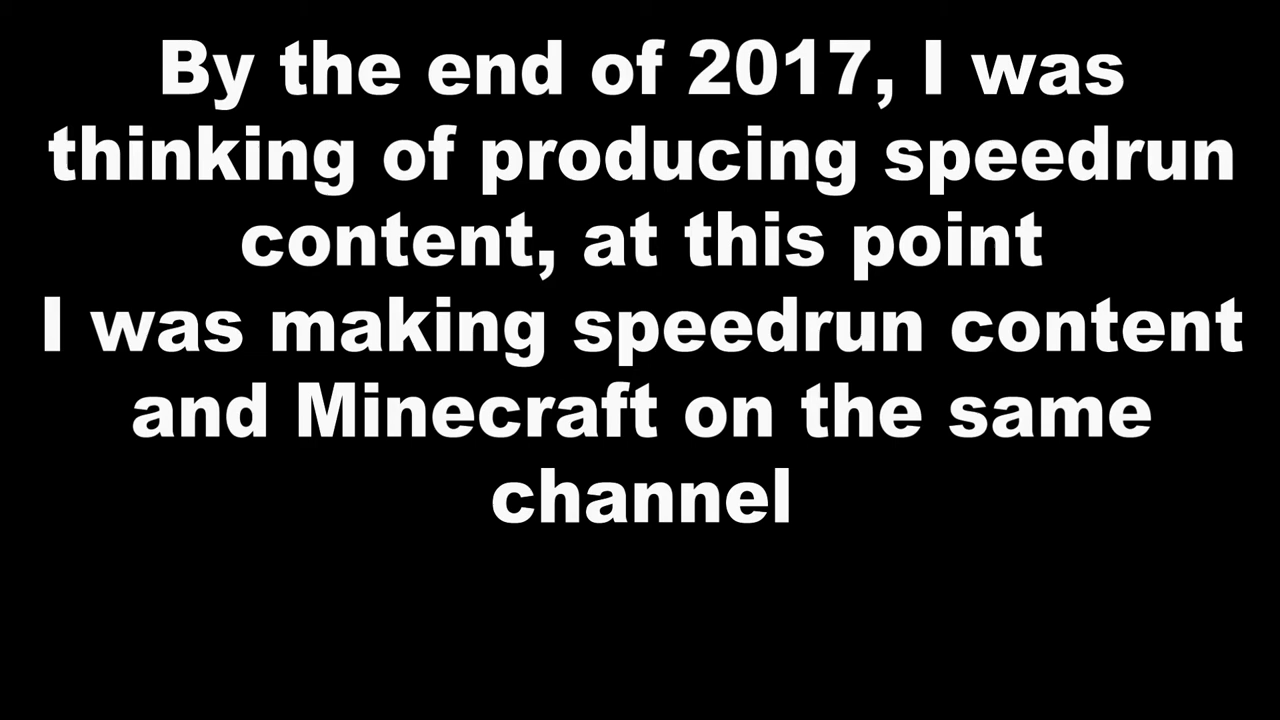 By the end of 2017, I was
thinking of producing speedrun
content, at this point
I was making speedrun content
and Minecraft on the same
channel